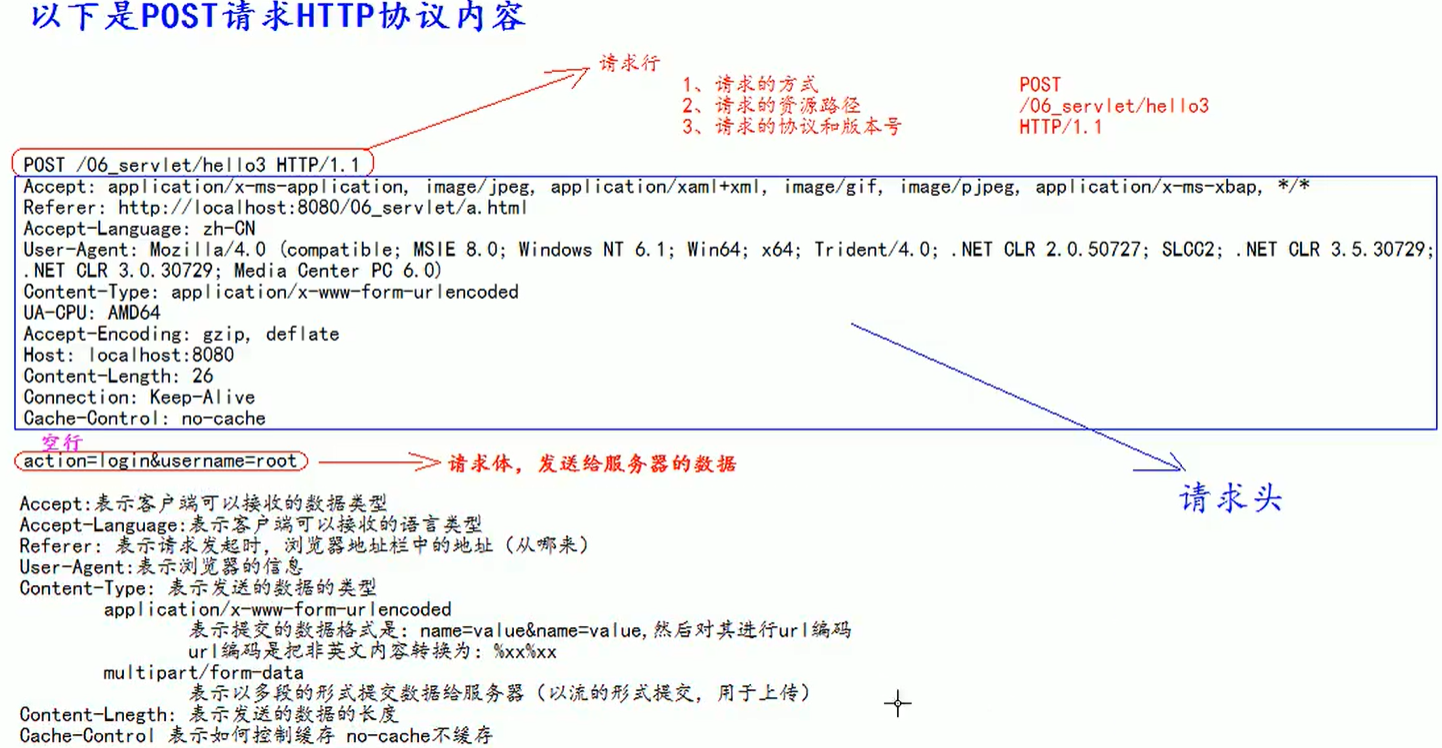 以下是POST请求HTTP协议内容
请求行
1、请求的方式 POST
2、请求的资源路径 /06_servlet/hello3
3、请求的协议和版本号 HTTP/1.1
POST /06_servlet/hello3 HTTP/1.1
Accept: application/x-ms-application, image/jpeg, application/xaml+xml, image/gif, image/pjpeg, application/x-ms-xbap, */*
Referer: http://localhost:8080/06_servlet/a.html
Accept-Language: zh-CN
User-Agent: Mozilla/4.0 (compatible; MSIE 8.0; Windows NT 6.1; Win64; x64; Trident/4.0; .NET CLR 2.0.50727; SLCC2; .NET CLR 3.5.30729;
.NET CLR 3.0.30729; Media Center PC 6.0)
Content-Type: application/x-www-form-urlencoded
UA-CPU: AMD64
Accept-Encoding: gzip, deflate
Host: localhost:8080
Content-Length: 26
Connection: Keep-Alive
Cache-Control: no-cache
空行
action=login&username=root
请求体，发送给服务器的数据
请求头
Accept:表示客户端可以接收的数据类型
Accept-Language:表示客户端可以接收的语言类型
Referer: 表示请求发起时，浏览器地址栏中的地址（从哪来）
User-Agent:表示浏览器的信息
Content-Type: 表示发送的数据的类型
application/x-www-form-urlencoded
表示提交的数据格式是：name=value&name=value,然后对其进行url编码
url编码是把非英文内容转换为：%xx%xx
multipart/form-data
表示以多段的形式提交数据给服务器（以流的形式提交，用于上传）
Content-Lnegth: 表示发送的数据的长度
Cache-Control 表示如何控制缓存 no-cache不缓存